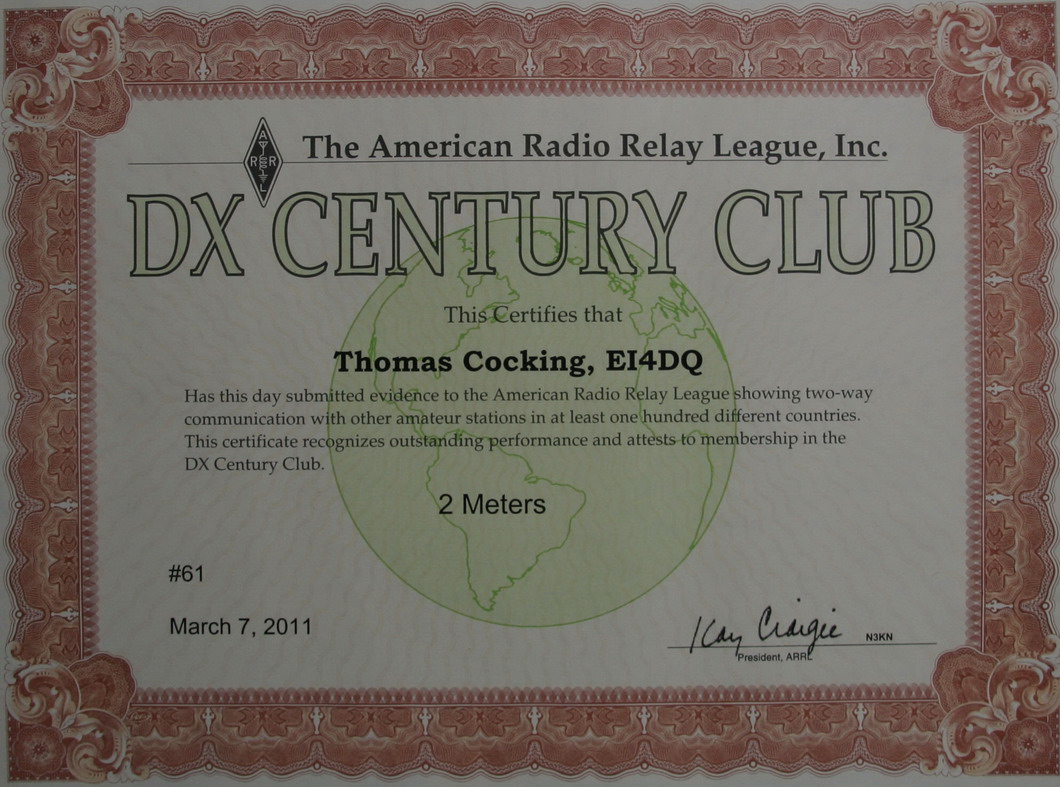 The American Radio Relay League, Inc.
A
R R
L
DX CENTURY CLUB
This Certifies that
Thomas Cocking, EI4DQ
Has this day submitted evidence to the American Radio Relay League showing two-way
communication with other amateur stations in at least one hundred different countries.
This certificate recognizes outstanding performance and attests to membership in the
DX Century Club.
2 Meters
#61
March 7, 2011
Kay Craigie N3KN
President, ARRL